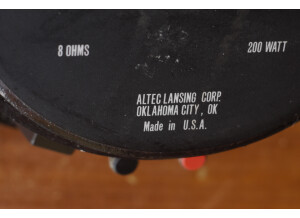 8 OHMS
200 WATT
ALTEC LANSING CORP.
OKLAHOMA CITY, OK
Made in U.S.A.